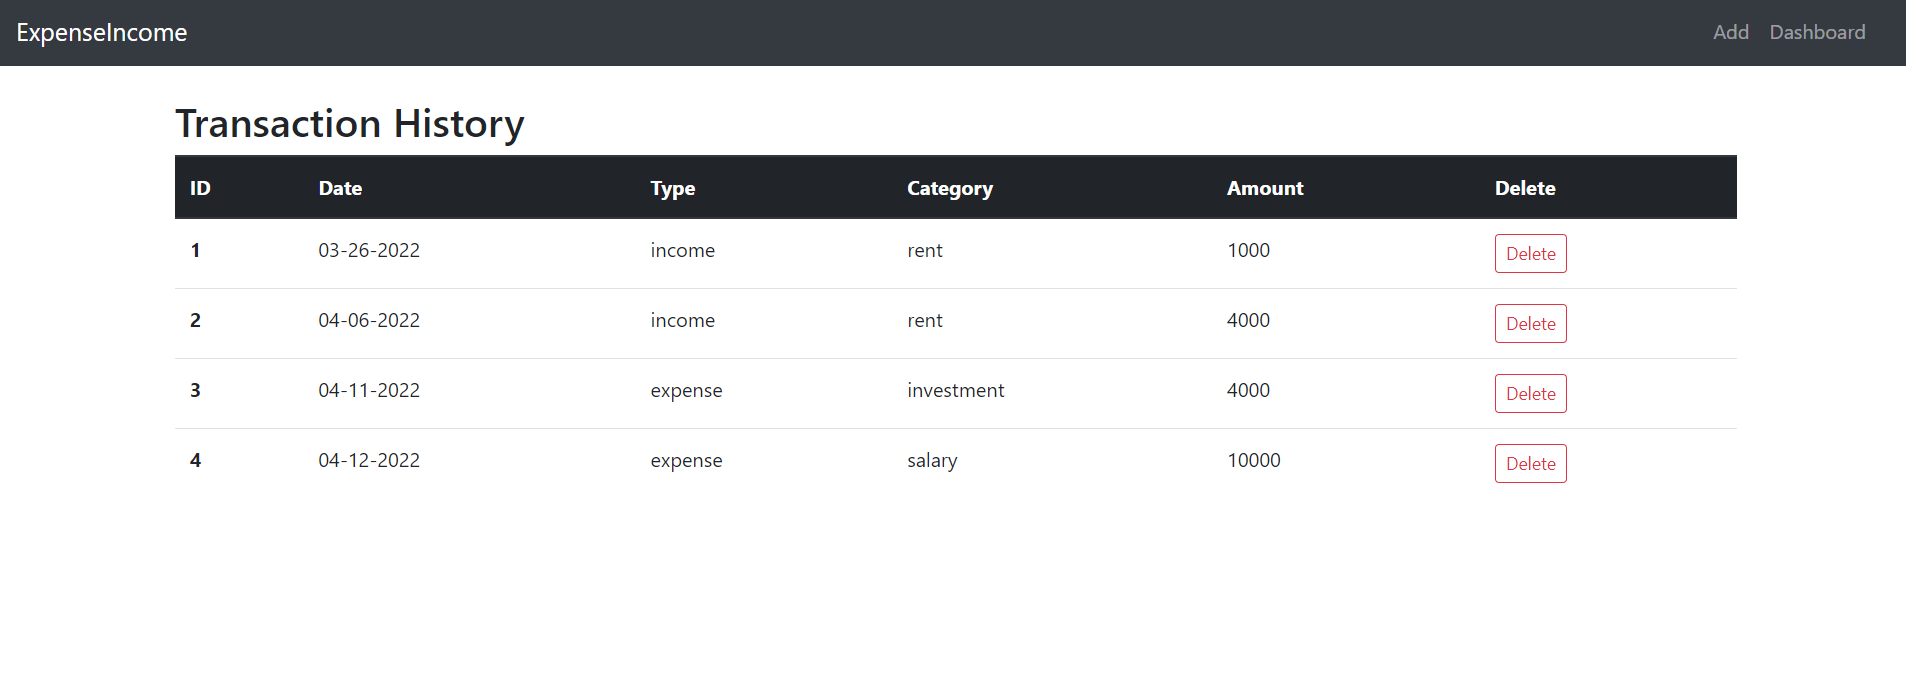 ExpenseIncome Add Dashboard
Transaction History
ID Date Type Category Amount Delete
1 03-26-2022 income rent 1000 Delete
2 04-06-2022 income rent 4000 Delete
3 04-11-2022 expense investment 4000 Delete
4 04-12-2022 expense salary 10000 Delete